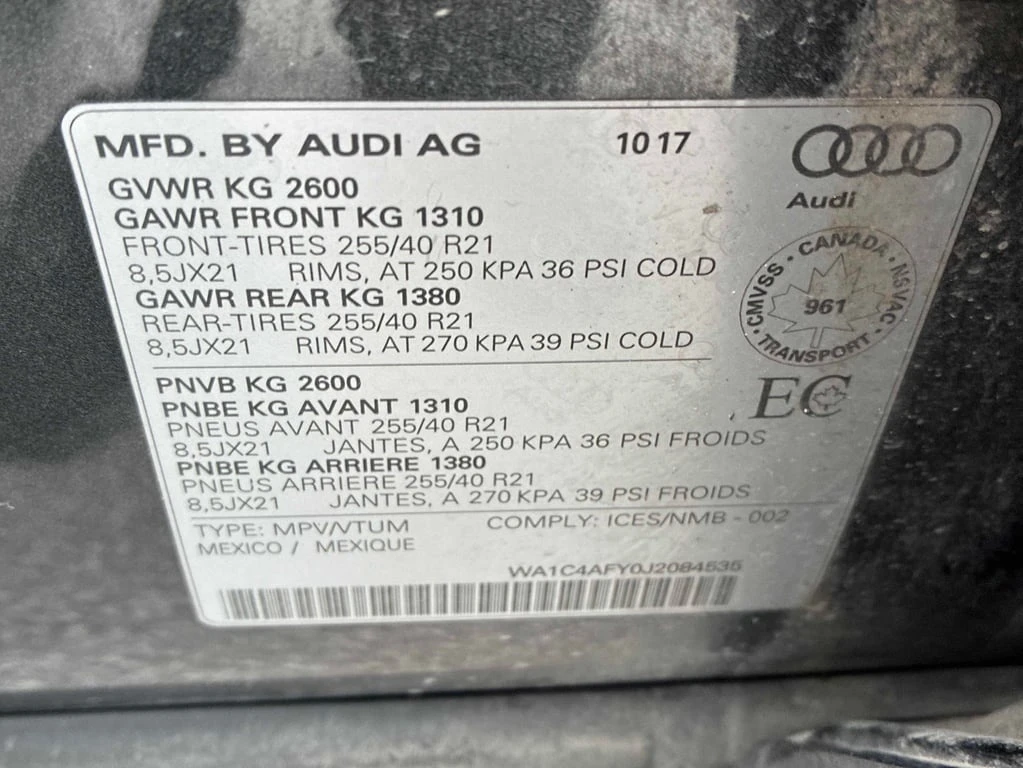 MFD. BY AUDI AG 10 17
Audi
GVWR KG 2600
GAWR FRONT KG 1310
FRONT-TIRES 255/40 R21
8,5JX21 RIMS, AT 250 KPA 36 PSI COLD
GAWR REAR KG 1380
REAR-TIRES 255/40 R21
8,5JX21 RIMS, AT 270 KPA 39 PSI COLD
CMVSS · CANADA · NSVAC · TRANSPORT ·
961
EC
PNVB KG 2600
PNBE KG AVANT 1310
PNEUS AVANT 255/40 R21
8,5JX21 JANTES, A 250 KPA 36 PSI FROIDS
PNBE KG ARRIERE 1380
PNEUS ARRIERE 255/40 R21
8,5JX21 JANTES, A 270 KPA 39 PSI FROIDS
TYPE: MPV/VTUM COMPLY: ICES/NMB - 002
MEXICO / MEXIQUE
WA1C4AFY0J2084535